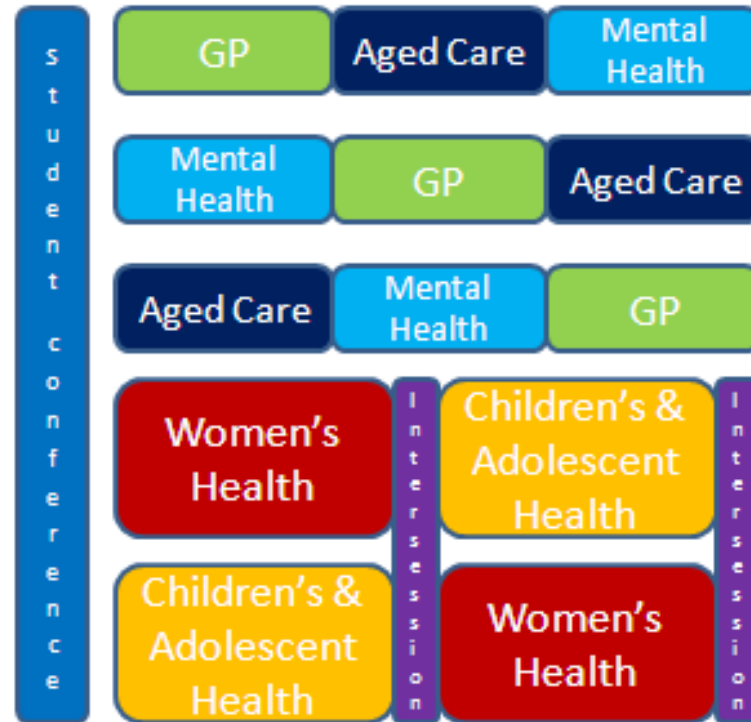 student conference
GP
Aged Care
Mental
Health
Mental
Health
GP
Aged Care
Aged Care
Mental
Health
GP
Women's
Health
Intersession
Children's &
Adolescent
Health
Intersession
Children's &
Adolescent
Health
Women's
Health